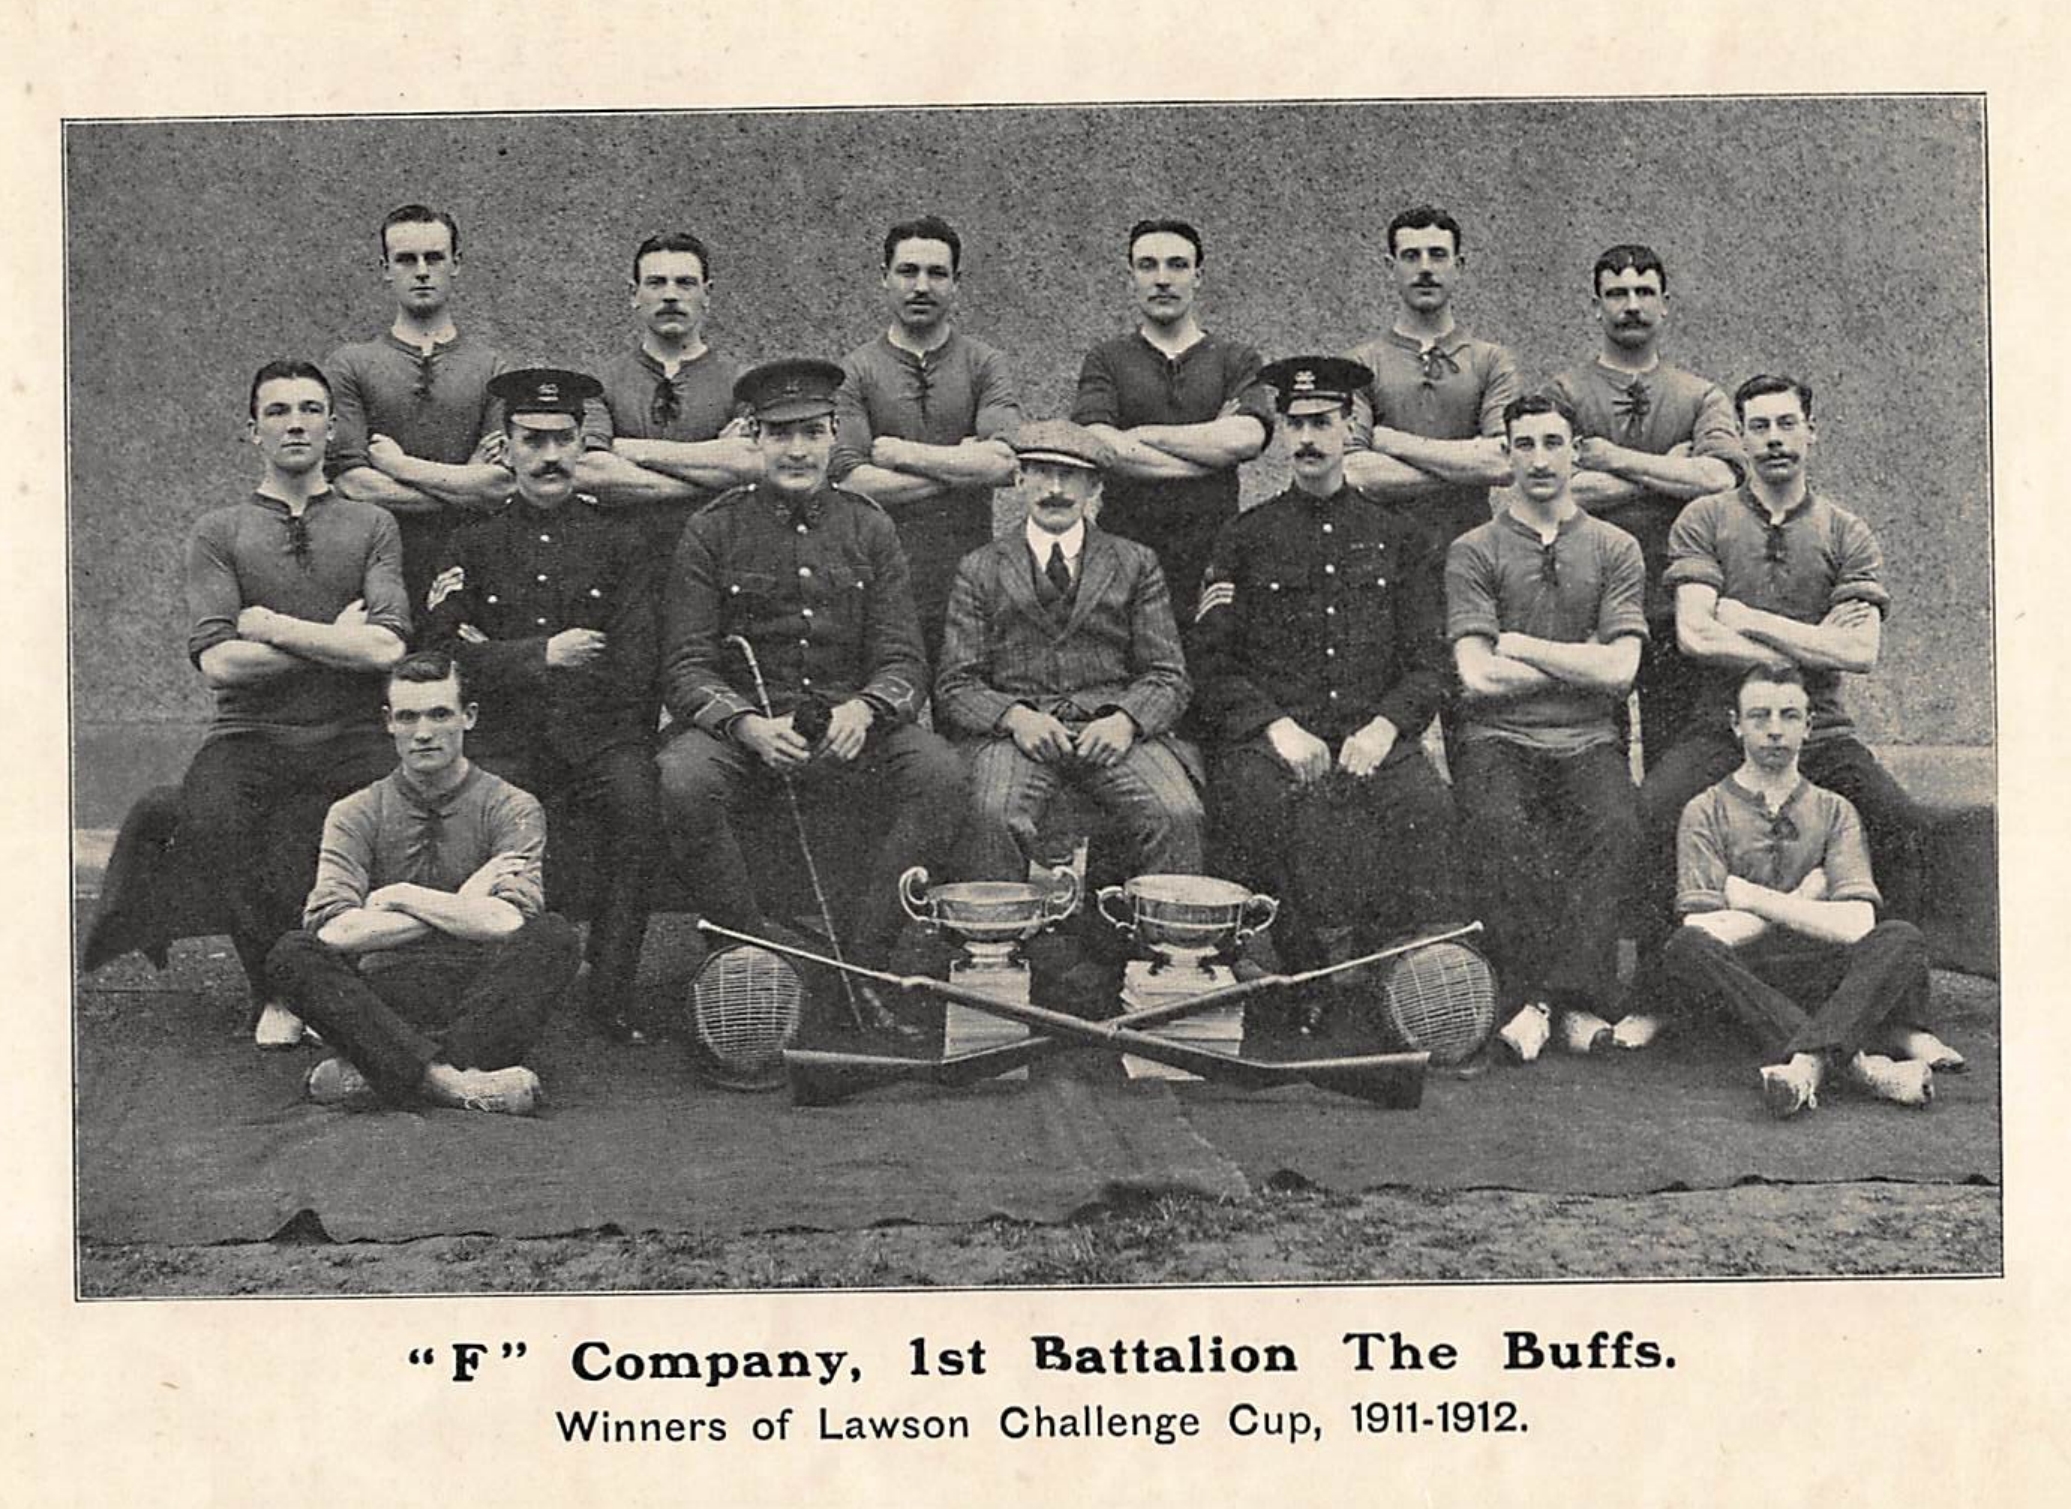 "F" Company, 1st Battalion The Buffs.
Winners of Lawson Challenge Cup, 1911-1912.